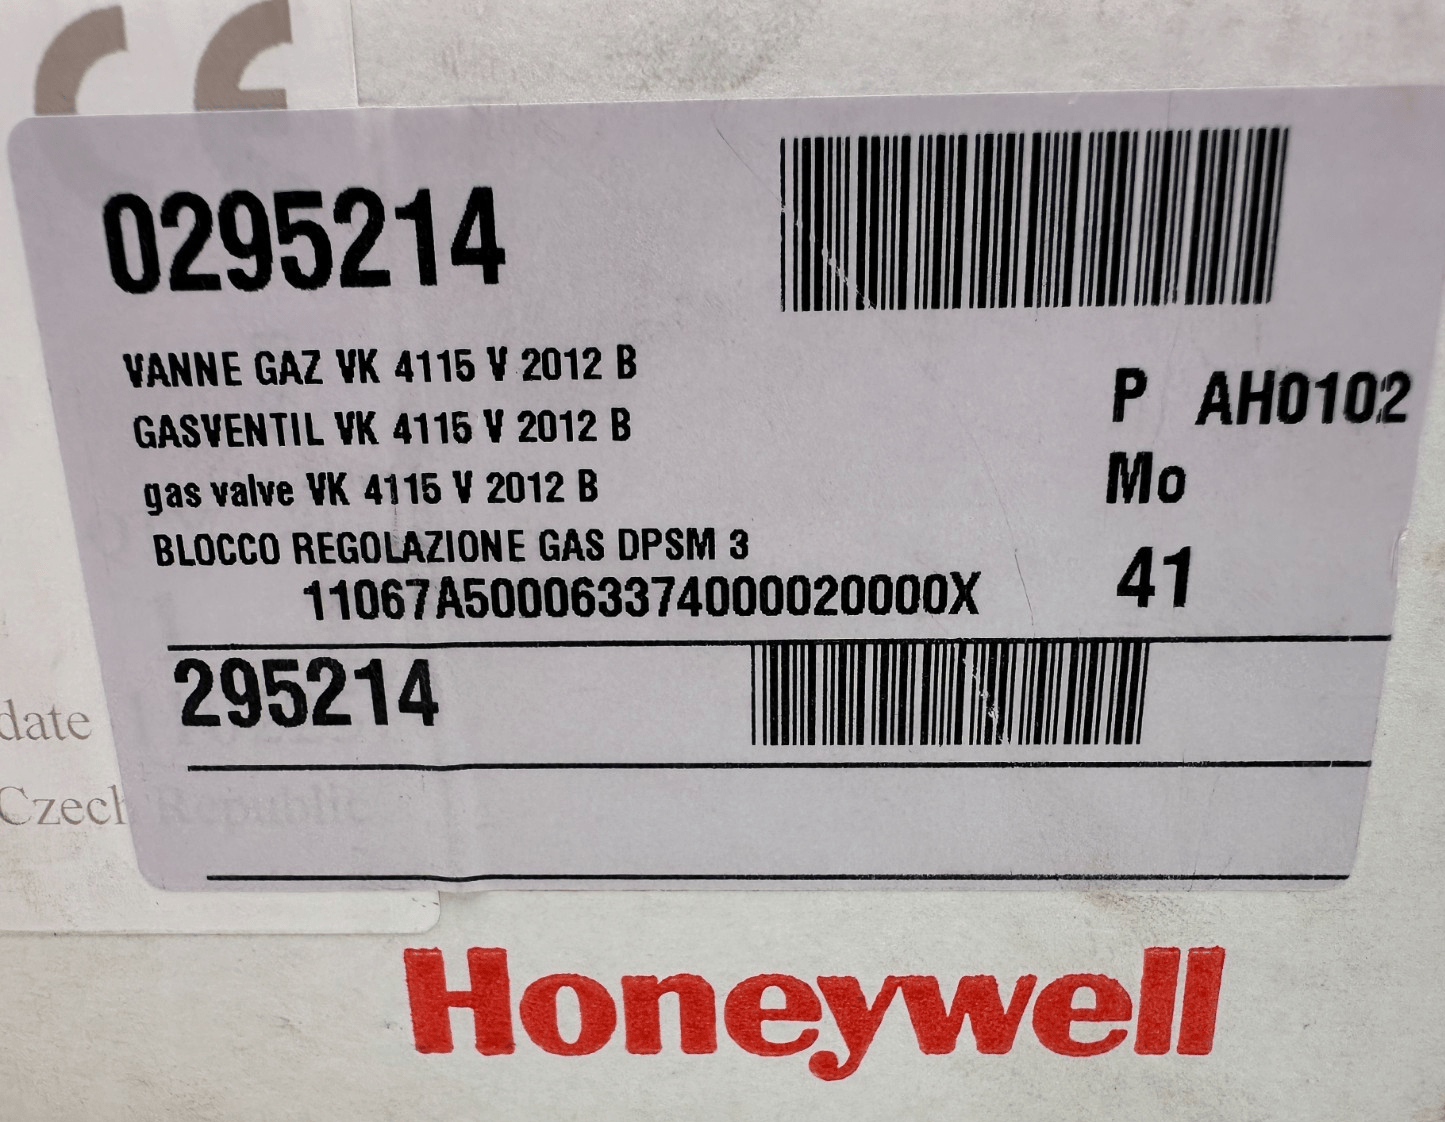 CE
0295214
VANNE GAZ VK 4115 V 2012 B
GASVENTIL VK 4115 V 2012 B
gas valve VK 4115 V 2012 B
BLOCCO REGOLAZIONE GAS DPSM 3
11067A5000633740000020000X
P AH0102
Mo
41
295214
date
Czech Republic
Honeywell